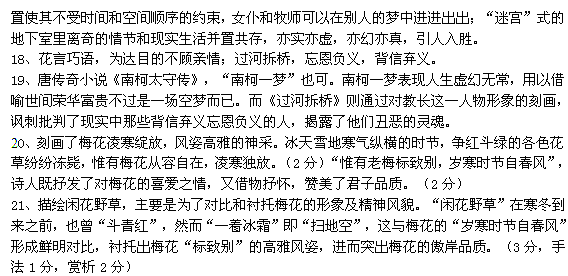 置使其不受时间和空间顺序的约束，女仆和牧师可以在别人的梦中进进出出；“迷宫”式的
地下室里离奇的情节和现实生活并置共存，亦实亦虚，亦幻亦真，引人入胜。
18、花言巧语，为达目的不顾亲情；过河拆桥，忘恩负义，背信弃义。
19、唐传奇小说《南柯太守传》，“南柯一梦”也可。南柯一梦表现人生虚幻无常，用以借
喻世间荣华富贵不过是一场空梦而已。而《过河拆桥》则通过对教长这一人物形象的刻画，
讽刺批判了现实中那些背信弃义忘恩负义的人，揭露了他们丑恶的灵魂。
20、刻画了梅花凌寒绽放，风姿高雅的神采。冰天雪地寒气纵横的时节，争红斗绿的各色花
草纷纷冻毙，惟有梅花从容自在，凌寒独放。（2分）“惟有老梅标致别，岁寒时节自春风”，
诗人既抒发了对梅花的喜爱之情，又借物抒怀，赞美了君子品质。（2分）
21、描绘闲花野草，主要是为了对比和衬托梅花的形象及精神风貌。“闲花野草”在寒冬到
来之前，也曾“斗青红”，然而“一着冰霜”即“扫地空”，这与梅花的“岁寒时节自春风”
形成鲜明对比，衬托出梅花“标致别”的高雅风姿，进而突出梅花的傲岸品质。（3分，手
法1分，赏析2分）